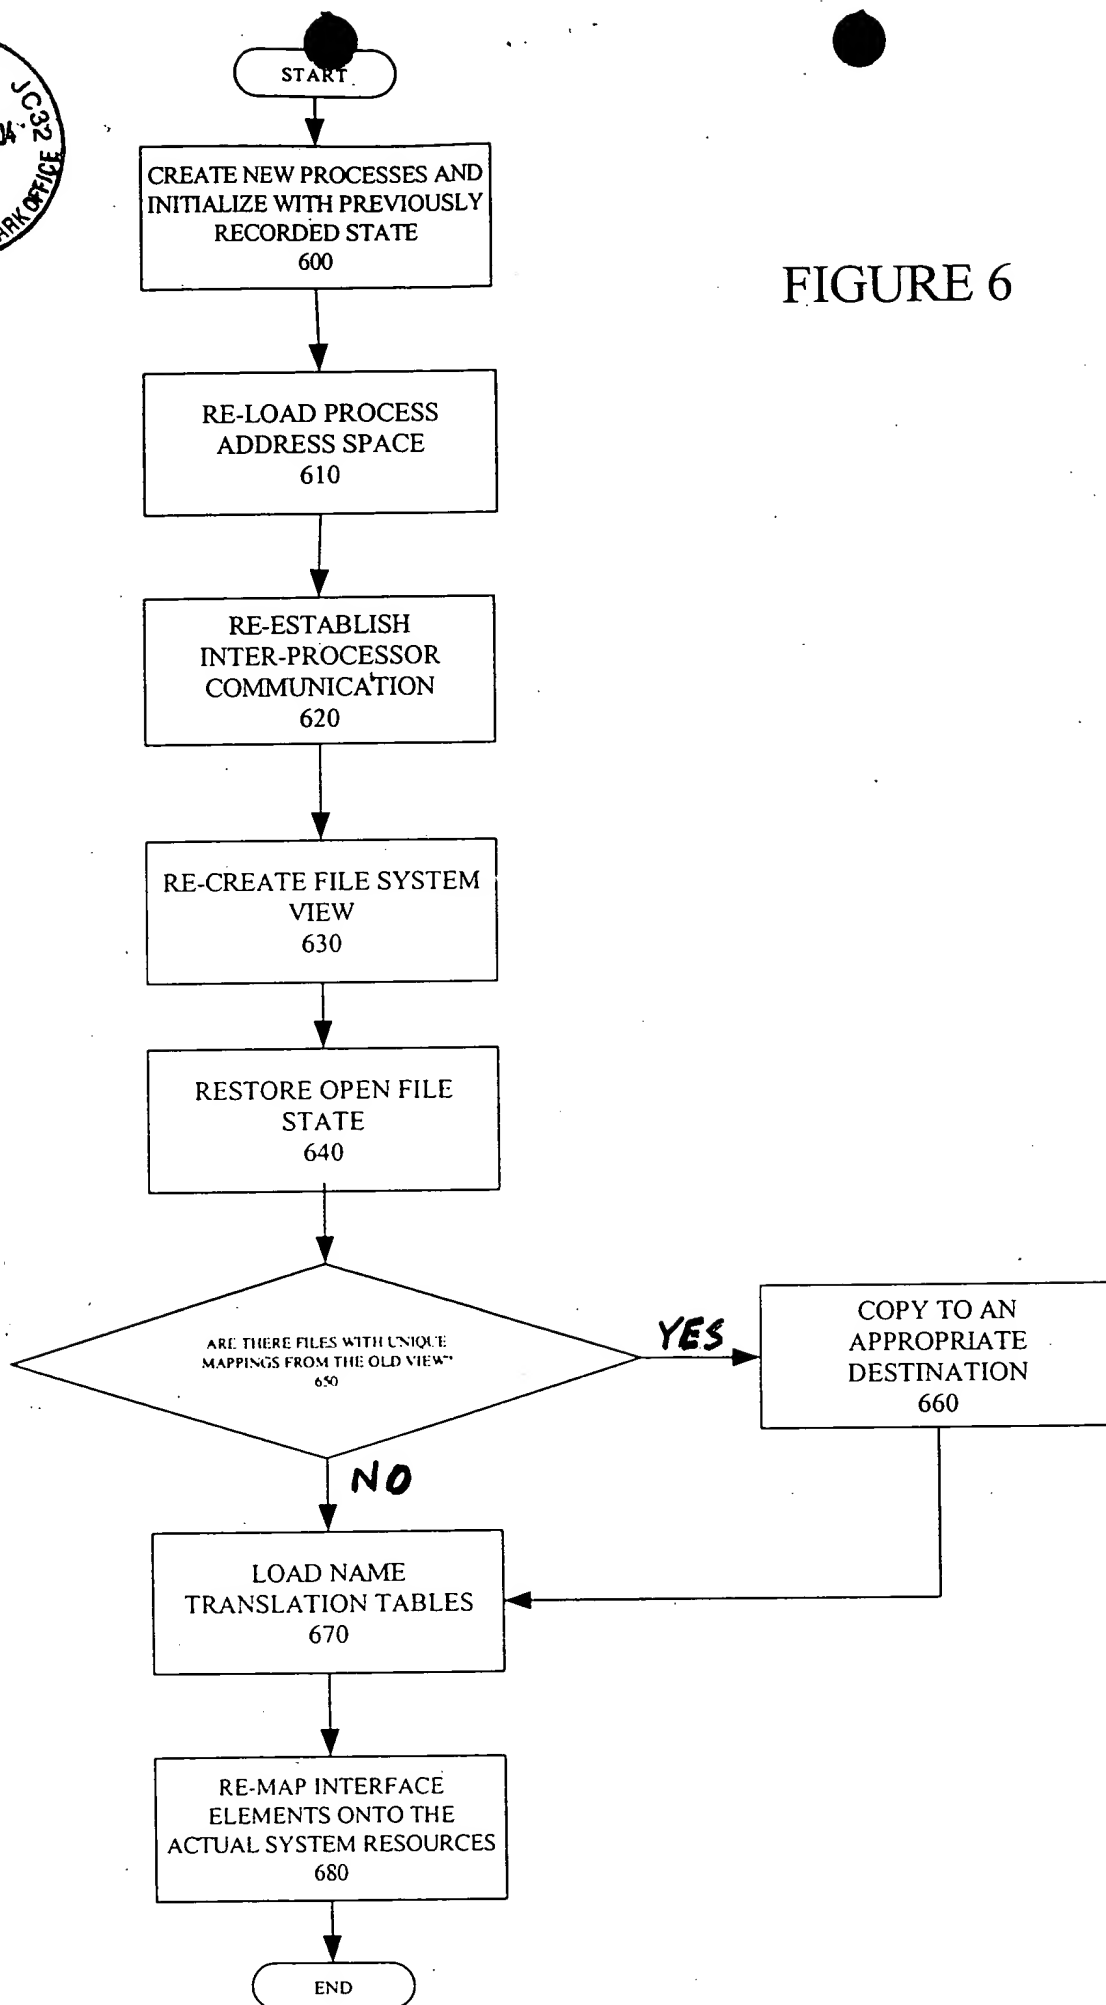 JC32
ARK OFFICE
START
CREATE NEW PROCESSES AND
INITIALIZE WITH PREVIOUSLY
RECORDED STATE
600
FIGURE 6
RE-LOAD PROCESS
ADDRESS SPACE
610
RE-ESTABLISH
INTER-PROCESSOR
COMMUNICATION
620
RE-CREATE FILE SYSTEM
VIEW
630
RESTORE OPEN FILE
STATE
640
ARE THERE FILES WITH UNIQUE
MAPPINGS FROM THE OLD VIEW?
650
YES
COPY TO AN
APPROPRIATE
DESTINATION
660
NO
LOAD NAME
TRANSLATION TABLES
670
RE-MAP INTERFACE
ELEMENTS ONTO THE
ACTUAL SYSTEM RESOURCES
680
END